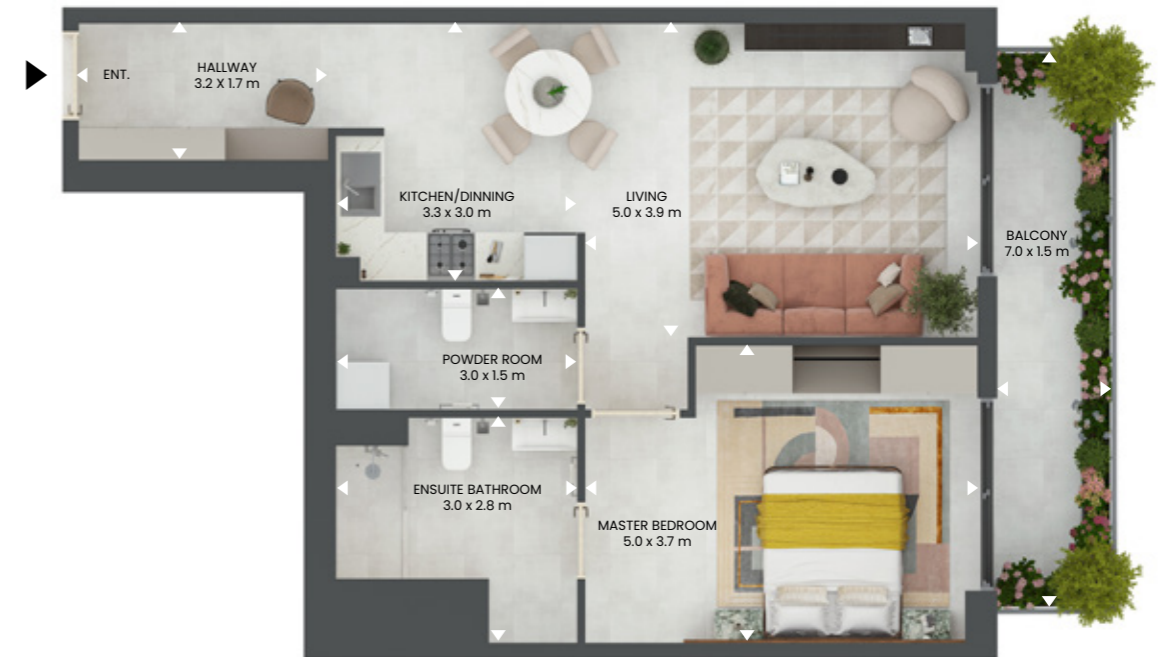 ENT.
HALLWAY
3.2 X 1.7 m
KITCHEN/DINNING
3.3 x 3.0 m
LIVING
5.0 x 3.9 m
BALCONY
7.0 x 1.5 m
POWDER ROOM
3.0 x 1.5 m
ENSUITE BATHROOM
3.0 x 2.8 m
MASTER BEDROOM
5.0 x 3.7 m